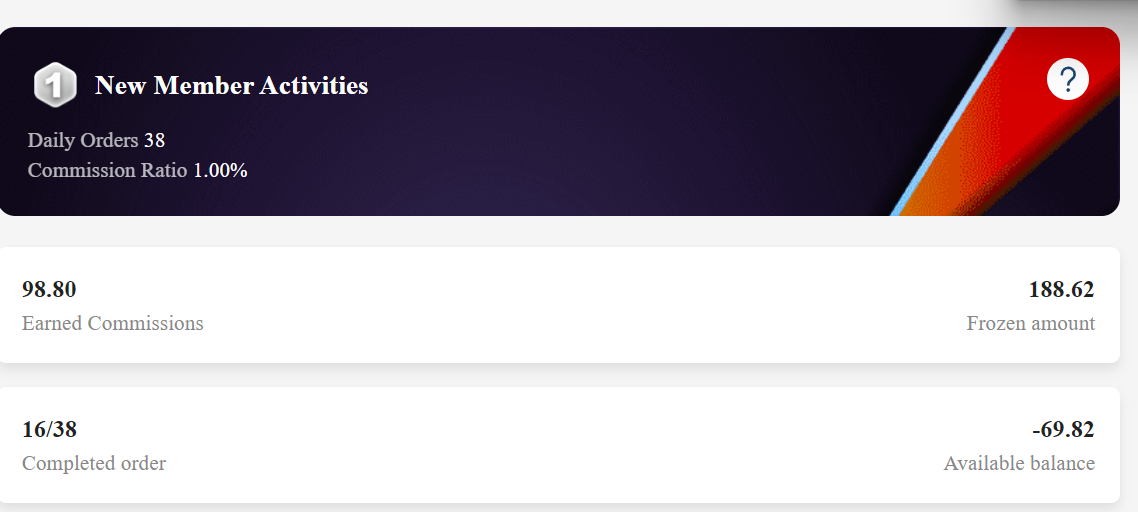 1 New Member Activities
?
Daily Orders 38
Commission Ratio 1.00%
98.80 188.62
Earned Commissions Frozen amount
16/38 -69.82
Completed order Available balance